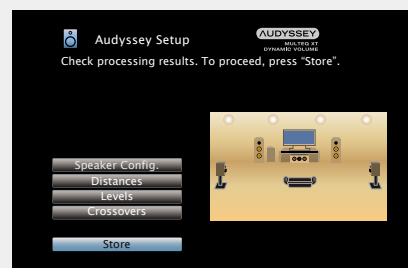 Audyssey Setup
AUDYSSEY
MULTEQ XT
DYNAMIC VOLUME
Check processing results. To proceed, press “Store”.
Speaker Config.
Distances
Levels
Crossovers
Store